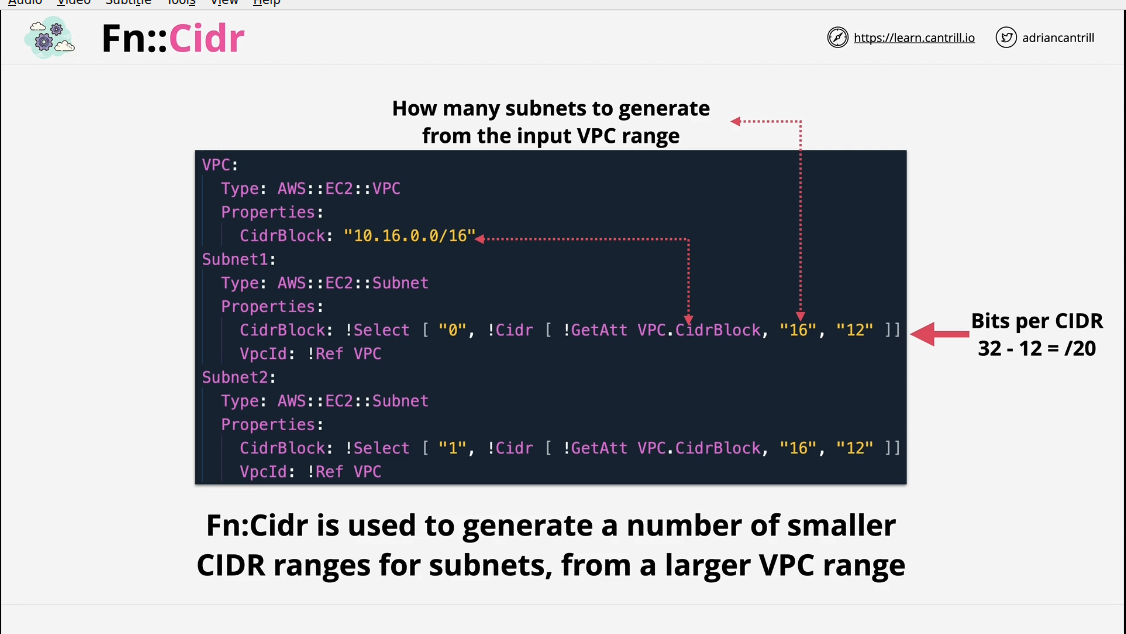 Audio Video Subtitle Tools View Help
Fn::Cidr
https://learn.cantrill.io
adriancantrill
How many subnets to generate
from the input VPC range
VPC:
Type: AWS::EC2::VPC
Properties:
CidrBlock: "10.16.0.0/16"
Subnet1:
Type: AWS::EC2::Subnet
Properties:
CidrBlock: !Select [ "0", !Cidr [ !GetAtt VPC.CidrBlock, "16", "12" ]]
VpcId: !Ref VPC
Subnet2:
Type: AWS::EC2::Subnet
Properties:
CidrBlock: !Select [ "1", !Cidr [ !GetAtt VPC.CidrBlock, "16", "12" ]]
VpcId: !Ref VPC
Bits per CIDR
32 - 12 = /20
Fn:Cidr is used to generate a number of smaller
CIDR ranges for subnets, from a larger VPC range